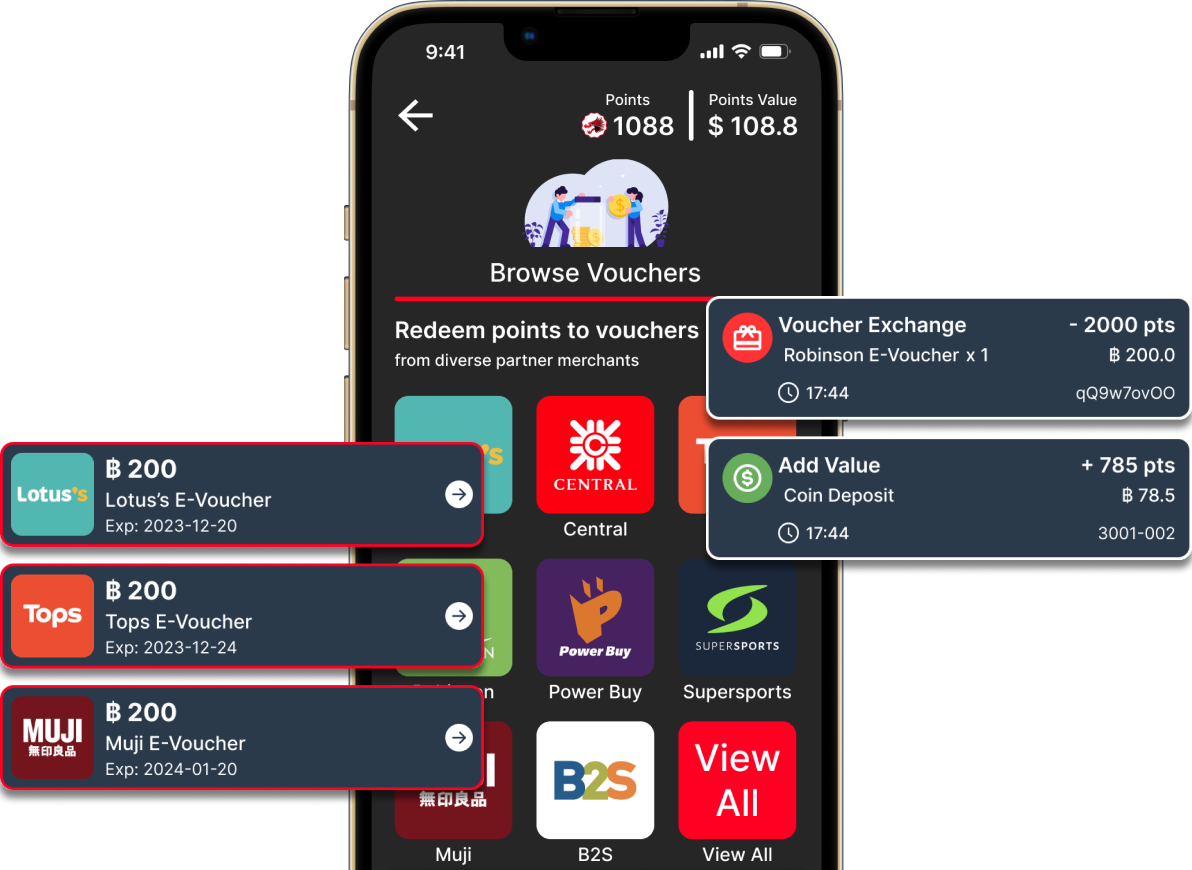 9:41
Points
1088
Points Value
$ 108.8
Browse Vouchers
Redeem points to vouchers
from diverse partner merchants
Voucher Exchange
- 2000 pts
Robinson E-Voucher x 1
฿ 200.0
17:44
qQ9w7ovOO
Add Value
+ 785 pts
Coin Deposit
฿ 78.5
17:44
3001-002
's
CENTRAL
T
Central
Lotus's
฿ 200
Lotus's E-Voucher
Exp: 2023-12-20
Tops
฿ 200
Tops E-Voucher
Exp: 2023-12-24
MUJI
無印良品
฿ 200
Muji E-Voucher
Exp: 2024-01-20
N
Power Buy
SUPERSPORTS
Power Buy
Supersports
I
無印良品
B2S
View
All
Muji
B2S
View All